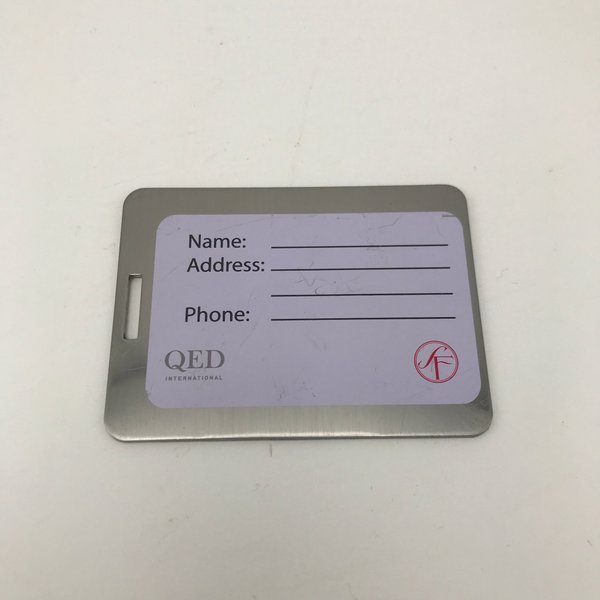 Name:
Address:
Phone:
QED
INTERNATIONAL
SF